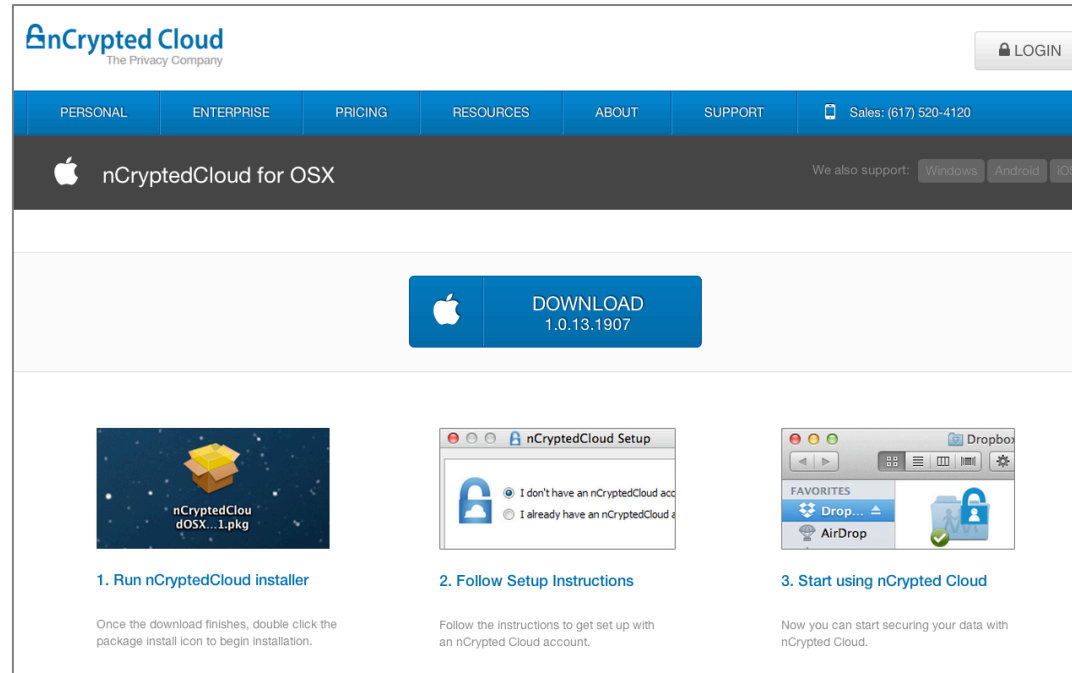 nCrypted Cloud
The Privacy Company
LOGIN
PERSONAL ENTERPRISE PRICING RESOURCES ABOUT SUPPORT Sales: (617) 520-4120
nCryptedCloud for OSX
We also support: Windows Android iOS
DOWNLOAD
1.0.13.1907
nCryptedClou
dOSX...1.pkg
nCryptedCloud Setup
I don't have an nCryptedCloud acc
I already have an nCryptedCloud a
Dropbox
FAVORITES
Drop...
AirDrop
1. Run nCryptedCloud installer
Once the download finishes, double click the
package install icon to begin installation.
2. Follow Setup Instructions
Follow the instructions to get set up with
an nCrypted Cloud account.
3. Start using nCrypted Cloud
Now you can start securing your data with
nCrypted Cloud.